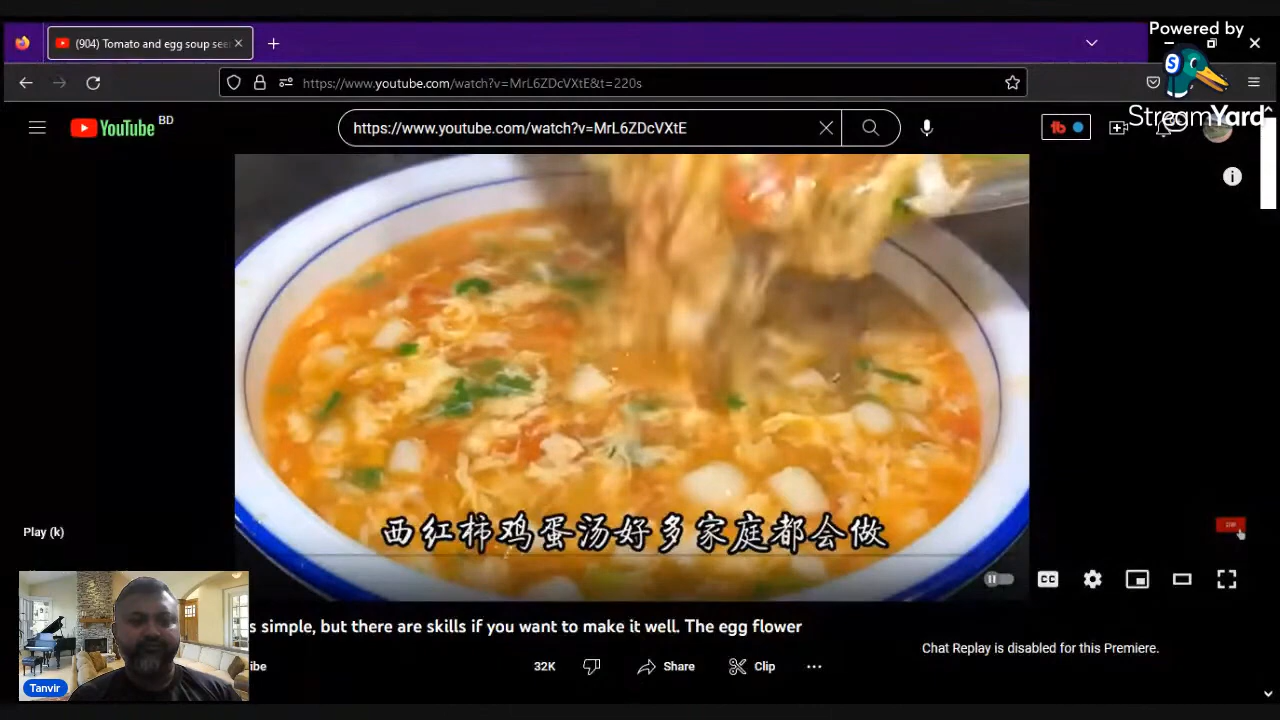 Powered by
StreamYard
(904) Tomato and egg soup see
https://www.youtube.com/watch?v=MrL6ZDcVXtE&t=220s
YouTube BD
https://www.youtube.com/watch?v=MrL6ZDcVXtE
tb
西红柿鸡蛋汤好多家庭都会做
Play (k)
CC
s simple, but there are skills if you want to make it well. The egg flower
ibe
32K
Share
Clip
Chat Replay is disabled for this Premiere.
Tanvir